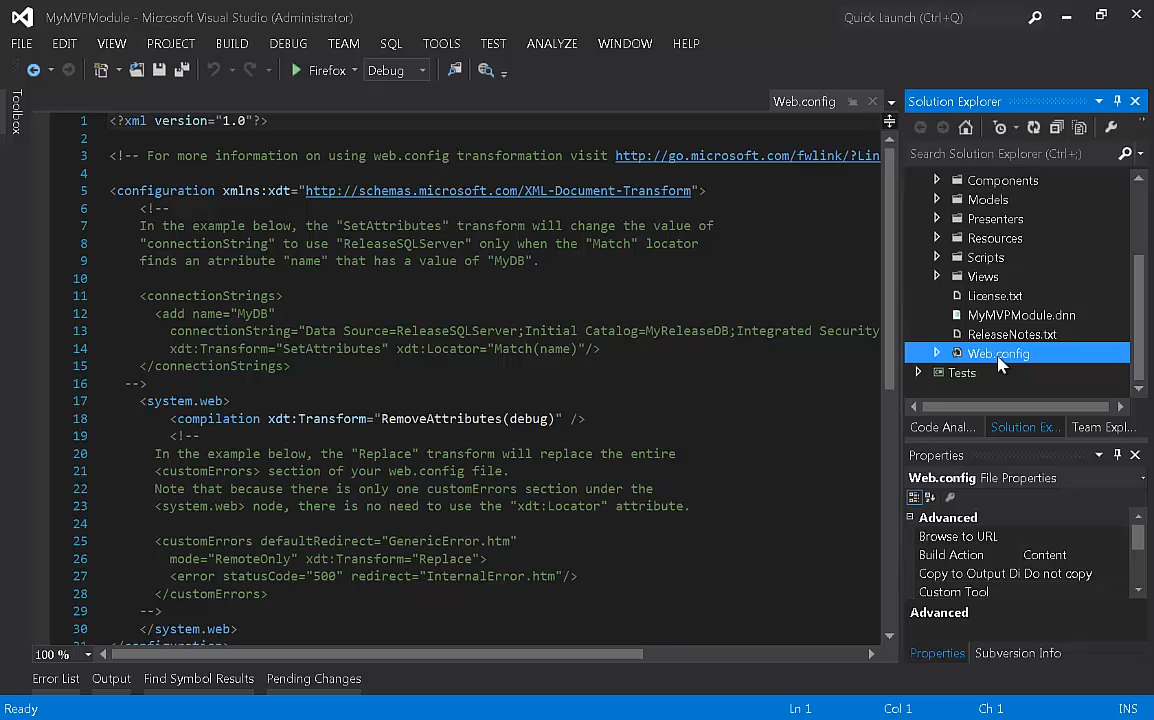 MyMVPModule - Microsoft Visual Studio (Administrator)
Quick Launch (Ctrl+Q)
FILE EDIT VIEW PROJECT BUILD DEBUG TEAM SQL TOOLS TEST ANALYZE WINDOW HELP
Firefox Debug
Toolbox
Web.config
1 <?xml version="1.0"?>
2
3 <!-- For more information on using web.config transformation visit http://go.microsoft.com/fwlink/?Lin
4
5 <configuration xmlns:xdt="http://schemas.microsoft.com/XML-Document-Transform">
6 <!--
7 In the example below, the "SetAttributes" transform will change the value of
8 "connectionString" to use "ReleaseSQLServer" only when the "Match" locator
9 finds an atrribute "name" that has a value of "MyDB".
10
11 <connectionStrings>
12 <add name="MyDB"
13 connectionString="Data Source=ReleaseSQLServer;Initial Catalog=MyReleaseDB;Integrated Security
14 xdt:Transform="SetAttributes" xdt:Locator="Match(name)"/>
15 </connectionStrings>
16 -->
17 <system.web>
18 <compilation xdt:Transform="RemoveAttributes(debug)" />
19 <!--
20 In the example below, the "Replace" transform will replace the entire
21 <customErrors> section of your web.config file.
22 Note that because there is only one customErrors section under the
23 <system.web> node, there is no need to use the "xdt:Locator" attribute.
24
25 <customErrors defaultRedirect="GenericError.htm"
26 mode="RemoteOnly" xdt:Transform="Replace">
27 <error statusCode="500" redirect="InternalError.htm"/>
28 </customErrors>
29 -->
30 </system.web>
31 </configuration>
100 %
Solution Explorer
Search Solution Explorer (Ctrl+;)
Components
Models
Presenters
Resources
Scripts
Views
License.txt
MyMVPModule.dnn
ReleaseNotes.txt
Web.config
Tests
Code Anal... Solution Ex... Team Expl...
Properties
Web.config File Properties
Advanced
Browse to URL
Build Action Content
Copy to Output Di Do not copy
Custom Tool
Advanced
Properties Subversion Info
Error List Output Find Symbol Results Pending Changes
Ready Ln 1 Col 1 Ch 1 INS